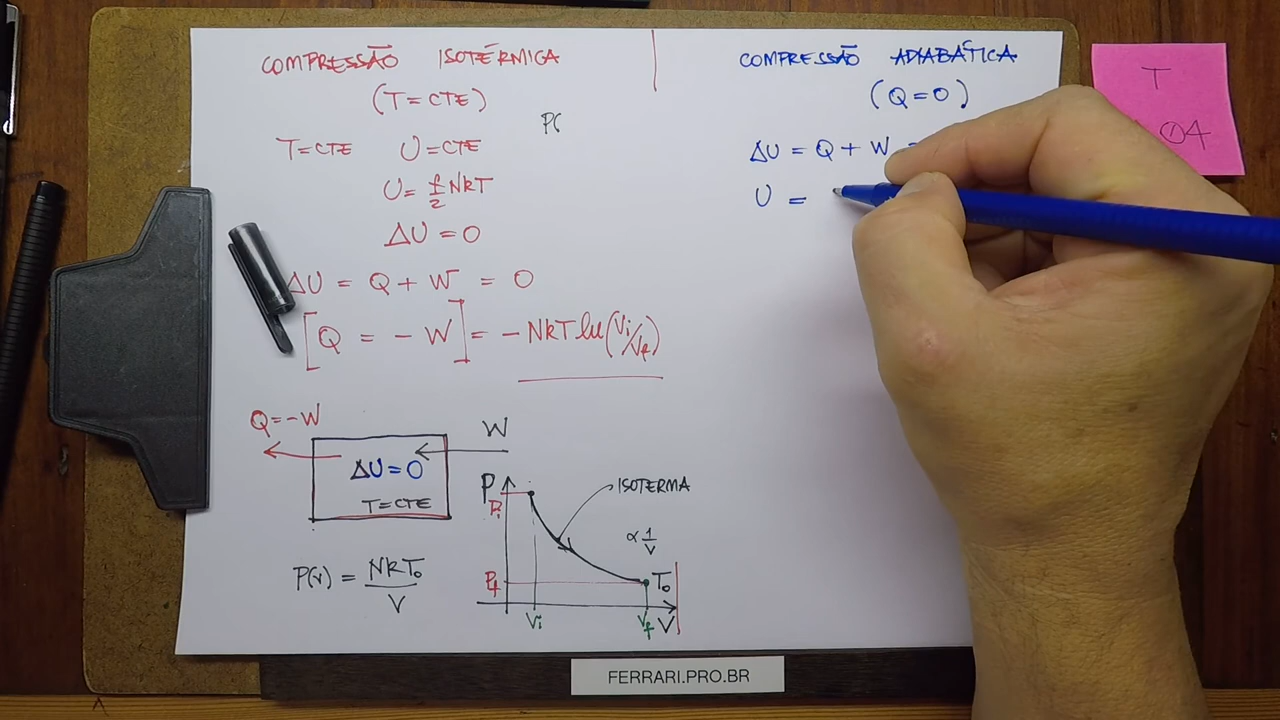 COMPRESSÃO ISOTÉRMICA
(T = CTE)
P(
T = CTE U = CTE
U = f/2 NkT
ΔU = 0
ΔU = Q + W = 0
[Q = - W] = - NkT ln(Vi/Vf)
Q = -W
W
ΔU = 0
T = CTE
P(V) = NkT₀/V
P
Pi
ISOTERMA
∝ 1/V
Pf
T₀
Vi
Vf
V
COMPRESSÃO ADIABÁTICA
(Q = 0)
ΔU = Q + W =
U =
T
04
FERRARI.PRO.BR